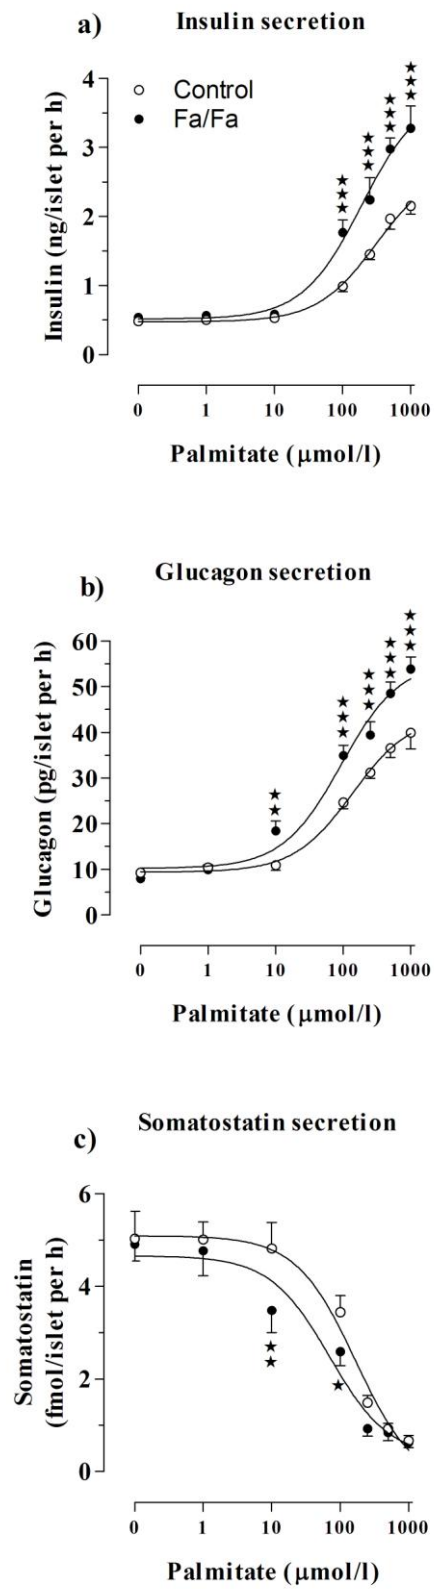 a) Insulin secretion
Control
Fa/Fa
Insulin (ng/islet per h)
4
3
2
1
0
0 1 10 100 1000
Palmitate (μmol/l)
b) Glucagon secretion
Glucagon (pg/islet per h)
60
50
40
30
20
10
0
0 1 10 100 1000
Palmitate (μmol/l)
c) Somatostatin secretion
Somatostatin
(fmol/islet per h)
6
4
2
0
0 1 10 100 1000
Palmitate (μmol/l)